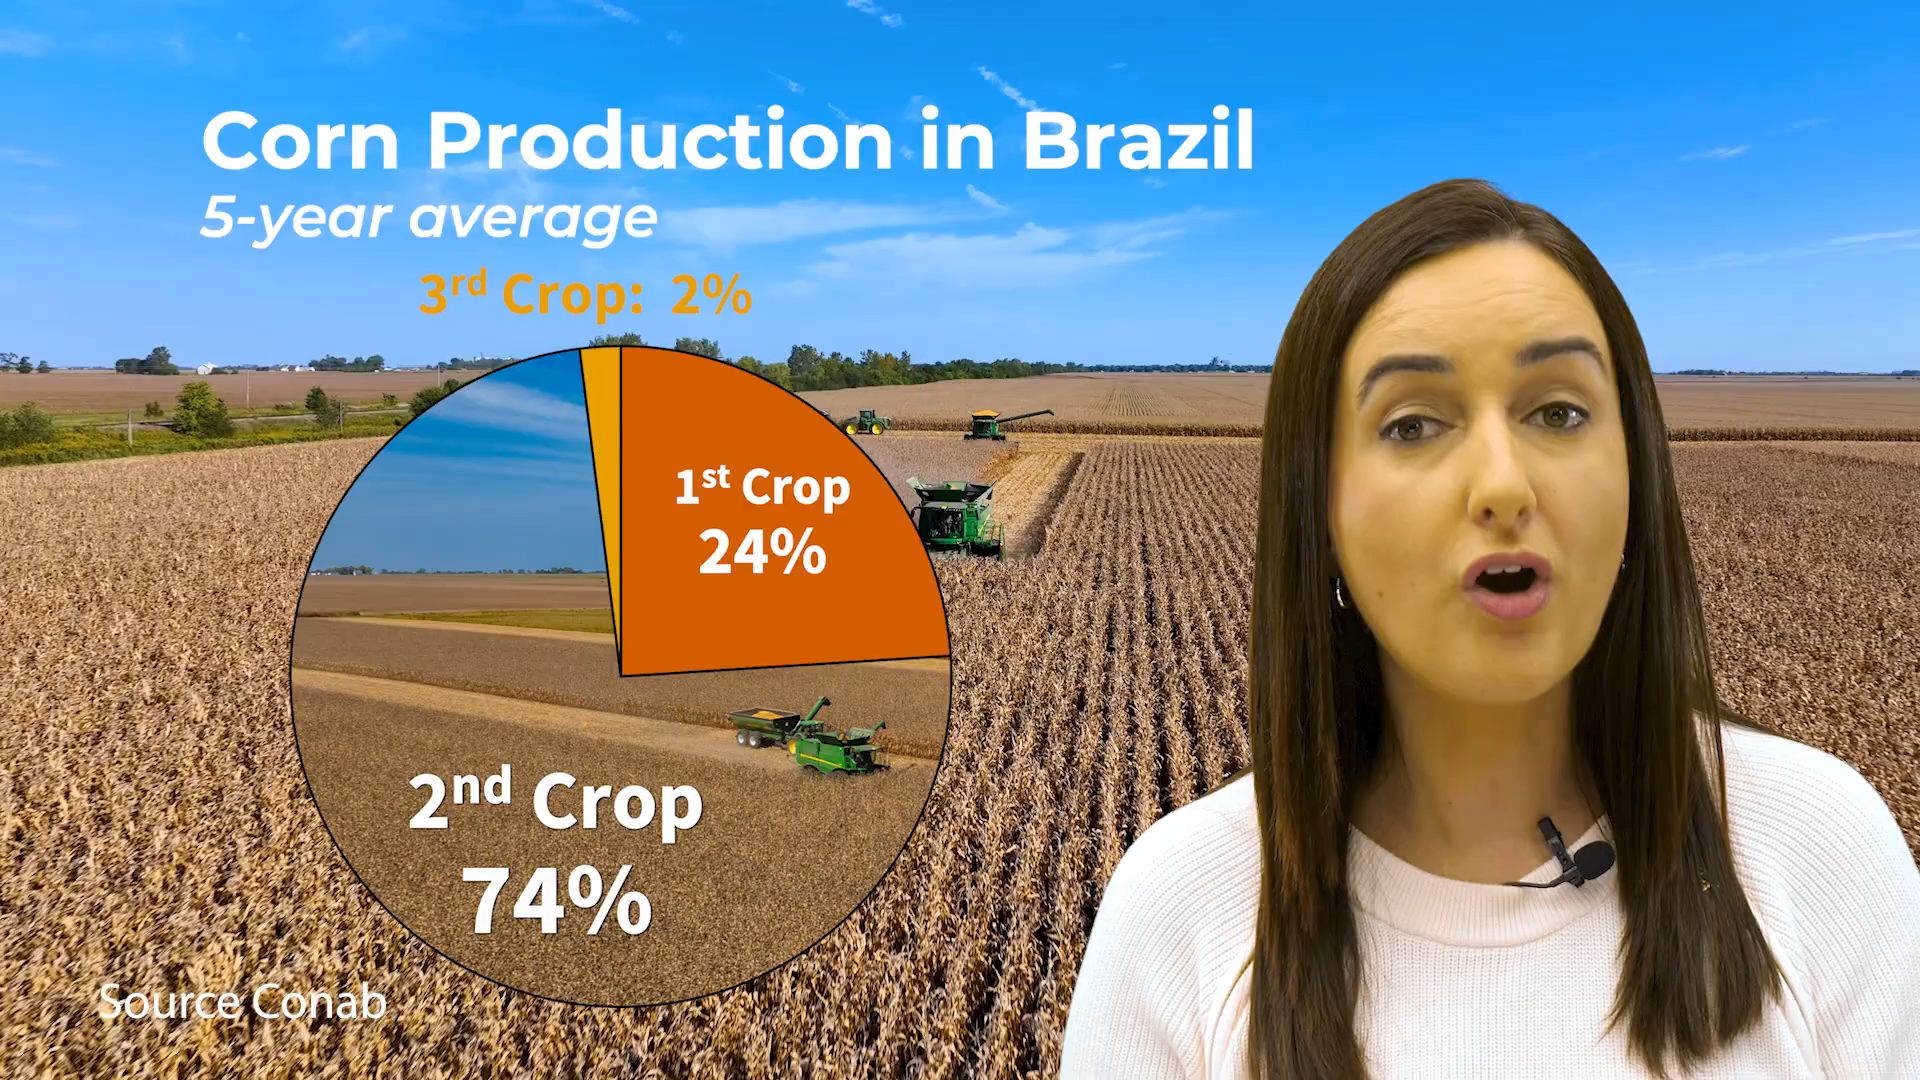 Corn Production in Brazil
5-year average
3rd Crop: 2%
1st Crop
24%
2nd Crop
74%
Source Conab